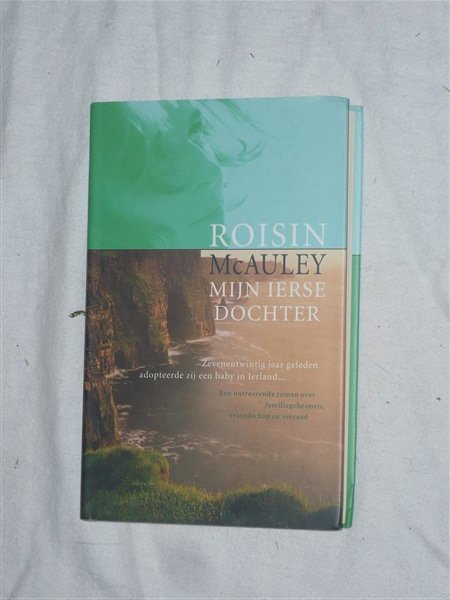 ROISIN
MCAULEY
MIJN IERSE
DOCHTER
Zevenentwintig jaar geleden
adopteerde zij een baby in Ierland...
Een ontroerende roman over
familiegeheimen,
vriendschap en verraad